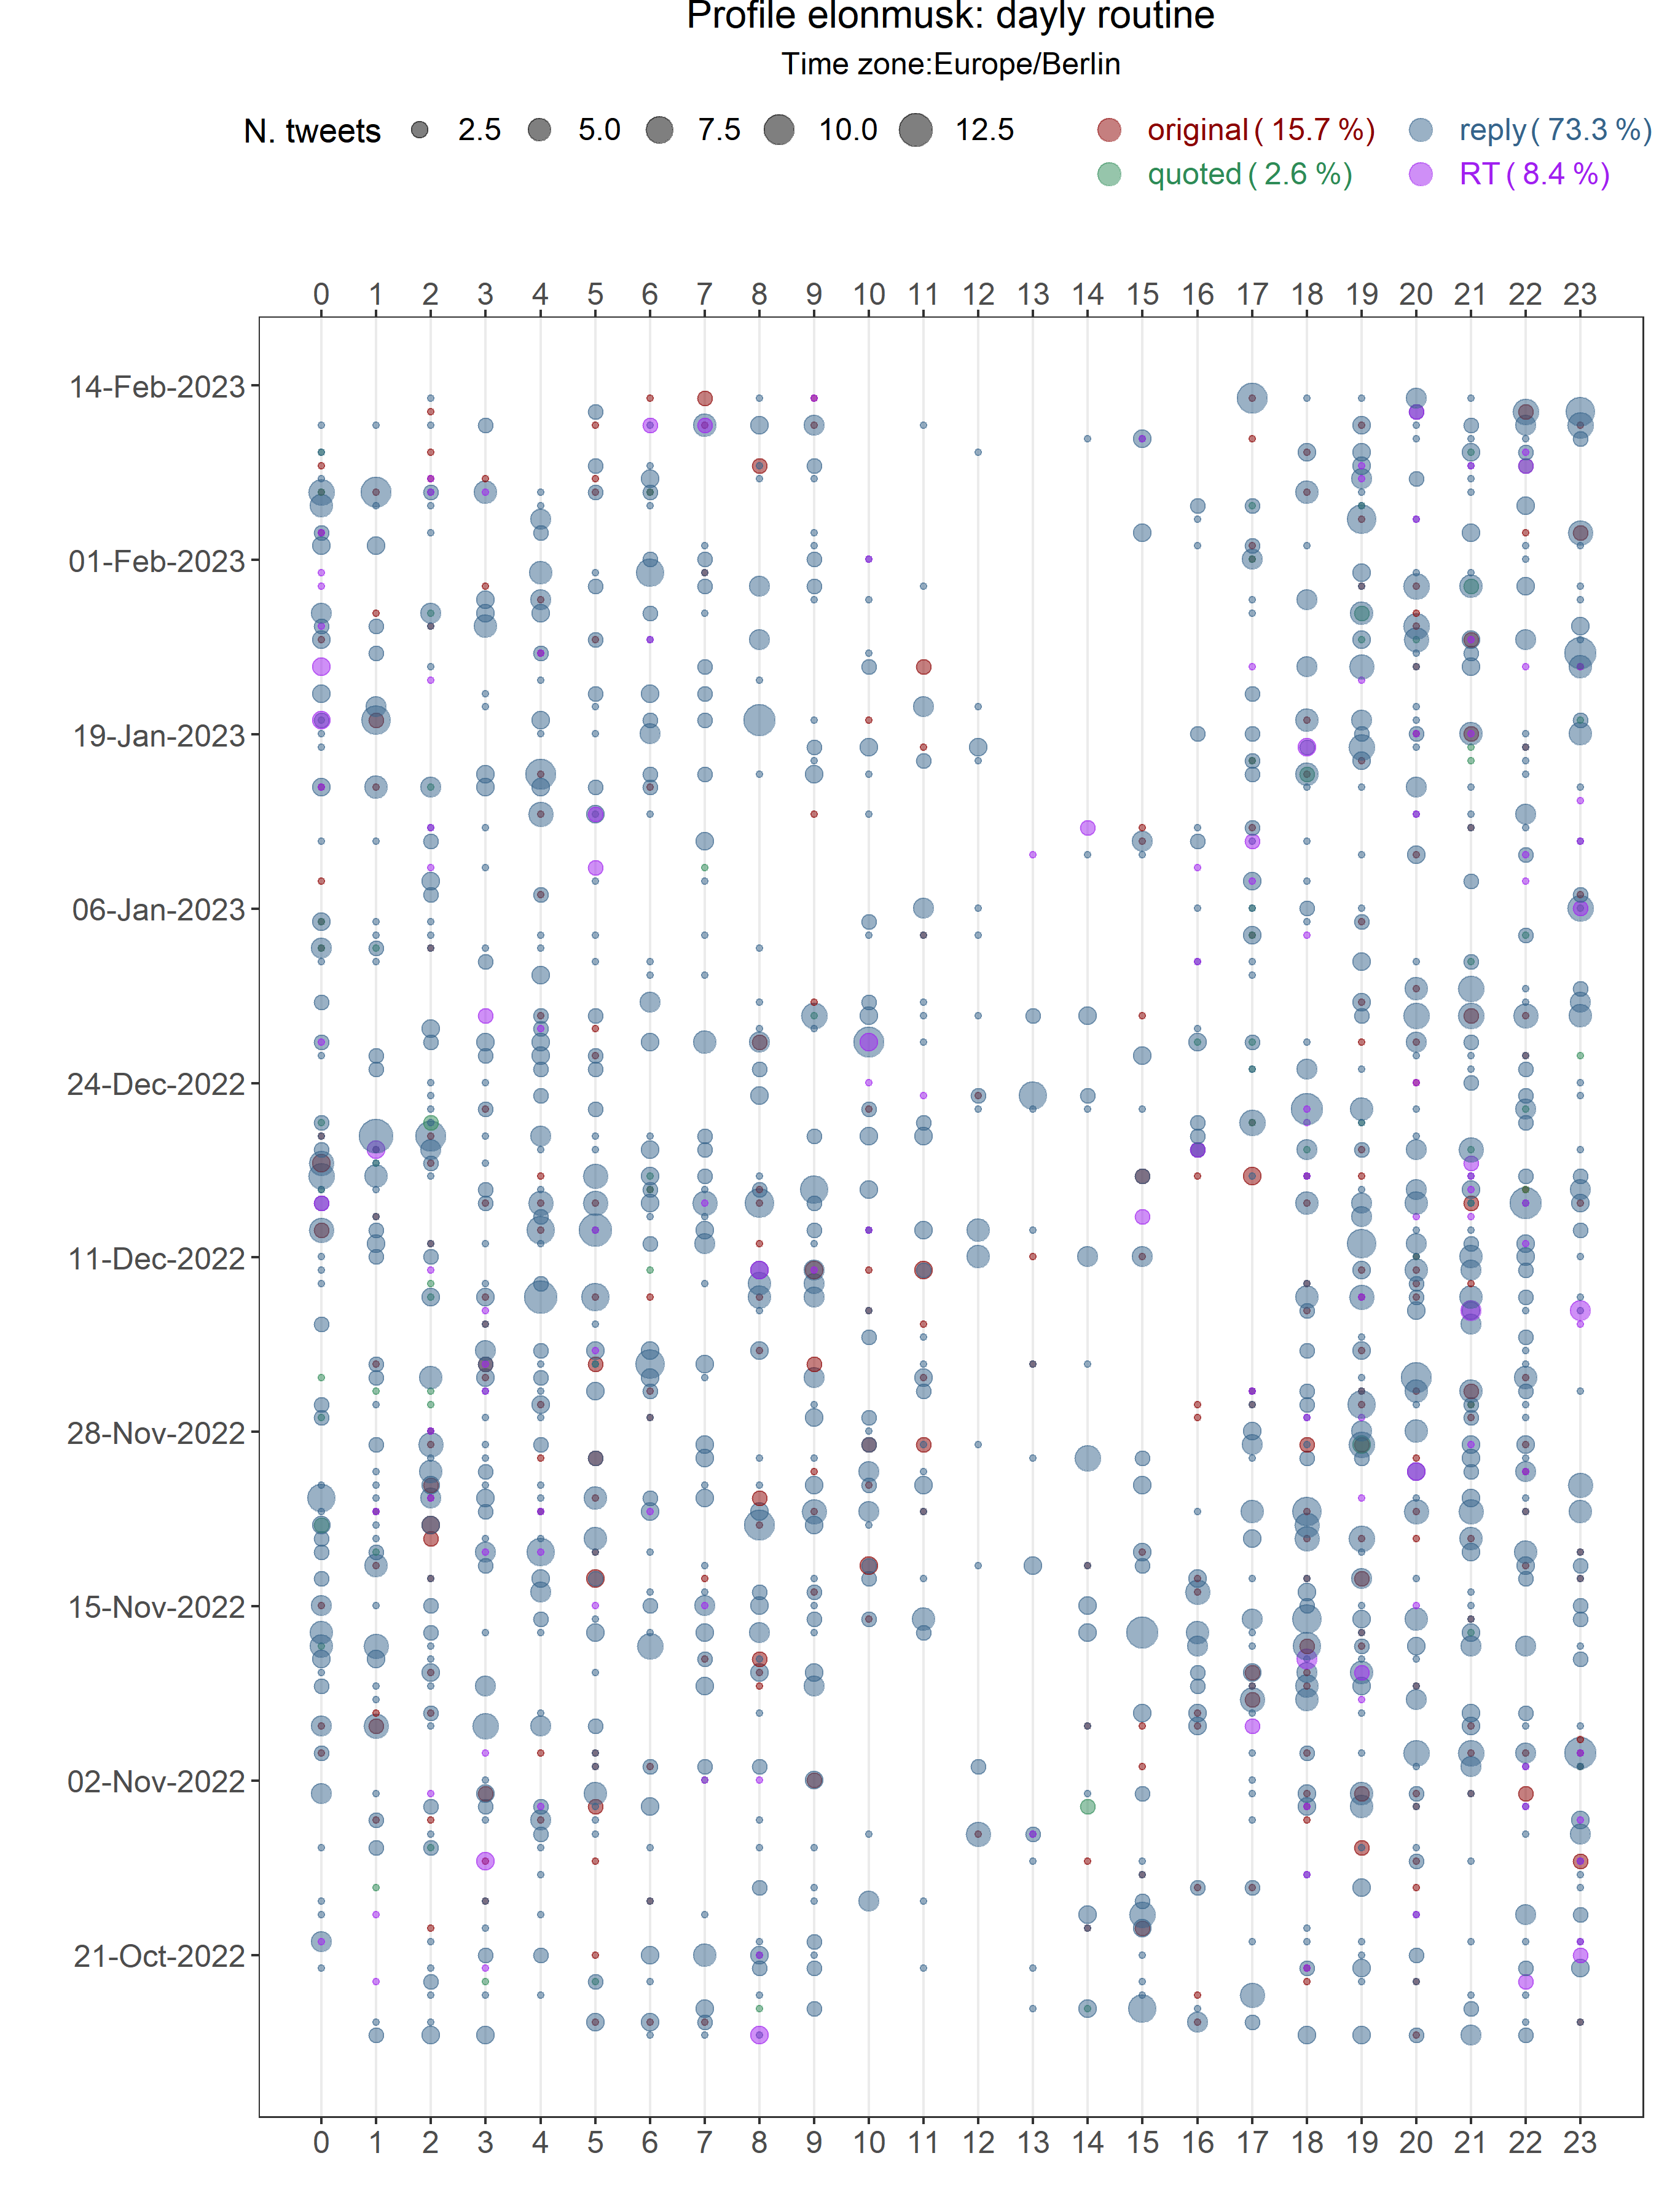 Profile elonmusk: dayly routine
Time zone:Europe/Berlin
N. tweets 2.5 5.0 7.5 10.0 12.5 original ( 15.7 %) reply ( 73.3 %)
quoted ( 2.6 %) RT ( 8.4 %)
0 1 2 3 4 5 6 7 8 9 10 11 12 13 14 15 16 17 18 19 20 21 22 23
14-Feb-2023
01-Feb-2023
19-Jan-2023
06-Jan-2023
24-Dec-2022
11-Dec-2022
28-Nov-2022
15-Nov-2022
02-Nov-2022
21-Oct-2022
0 1 2 3 4 5 6 7 8 9 10 11 12 13 14 15 16 17 18 19 20 21 22 23